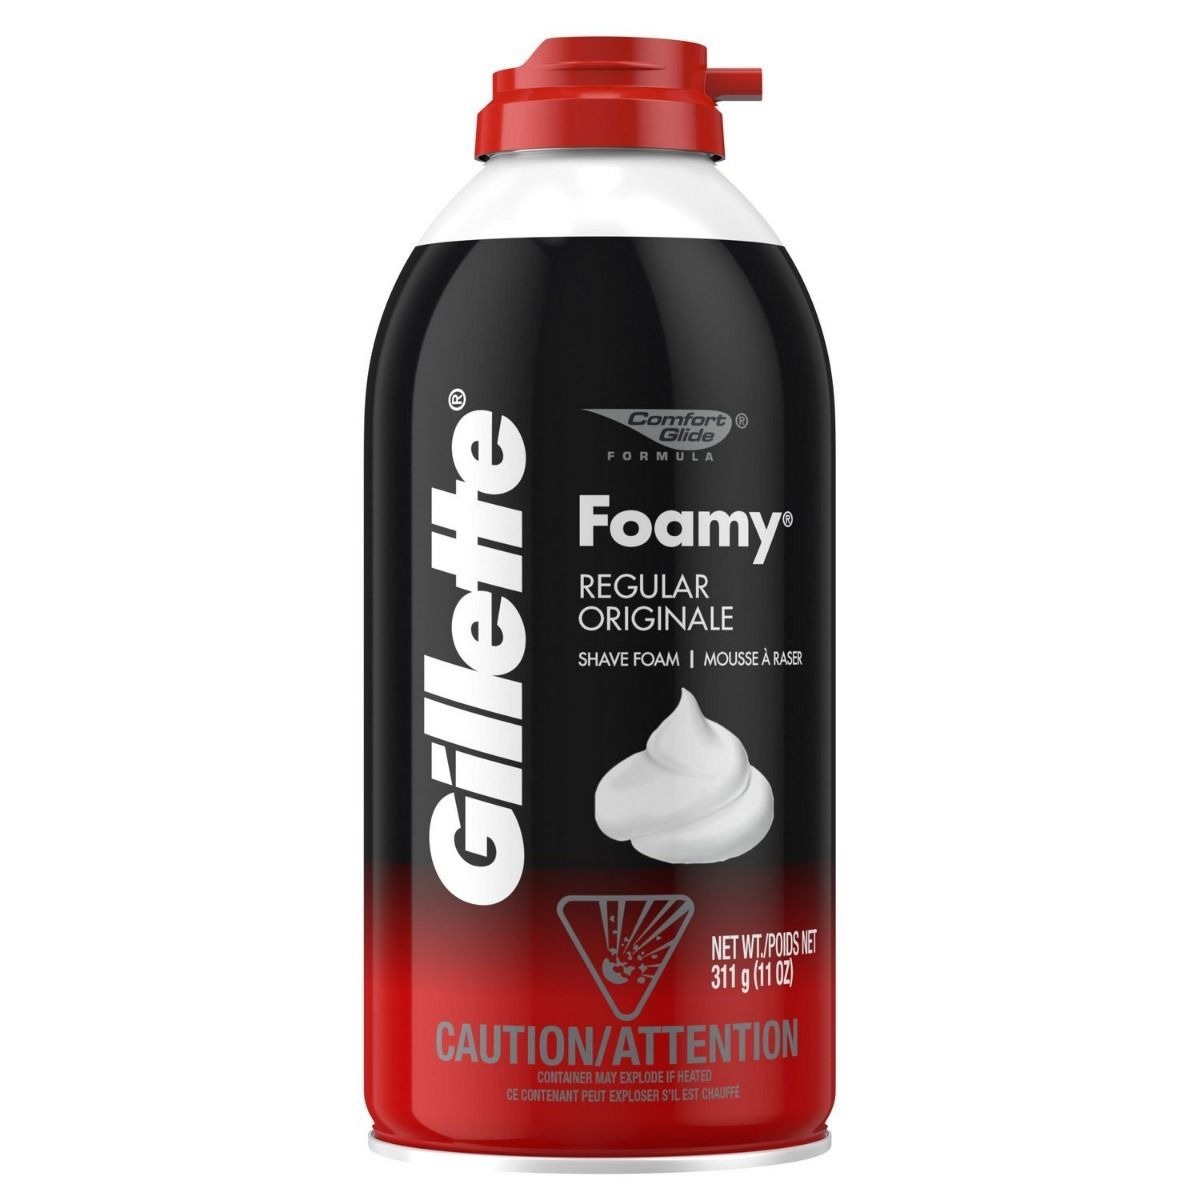 Gillette®
Comfort
Glide®
FORMULA
Foamy®
REGULAR
ORIGINALE
SHAVE FOAM | MOUSSE À RASER
NET WT./POIDS NET
311 g (11 OZ)
CAUTION/ATTENTION
CONTAINER MAY EXPLODE IF HEATED
CE CONTENANT PEUT EXPLOSER S'IL EST CHAUFFÉ